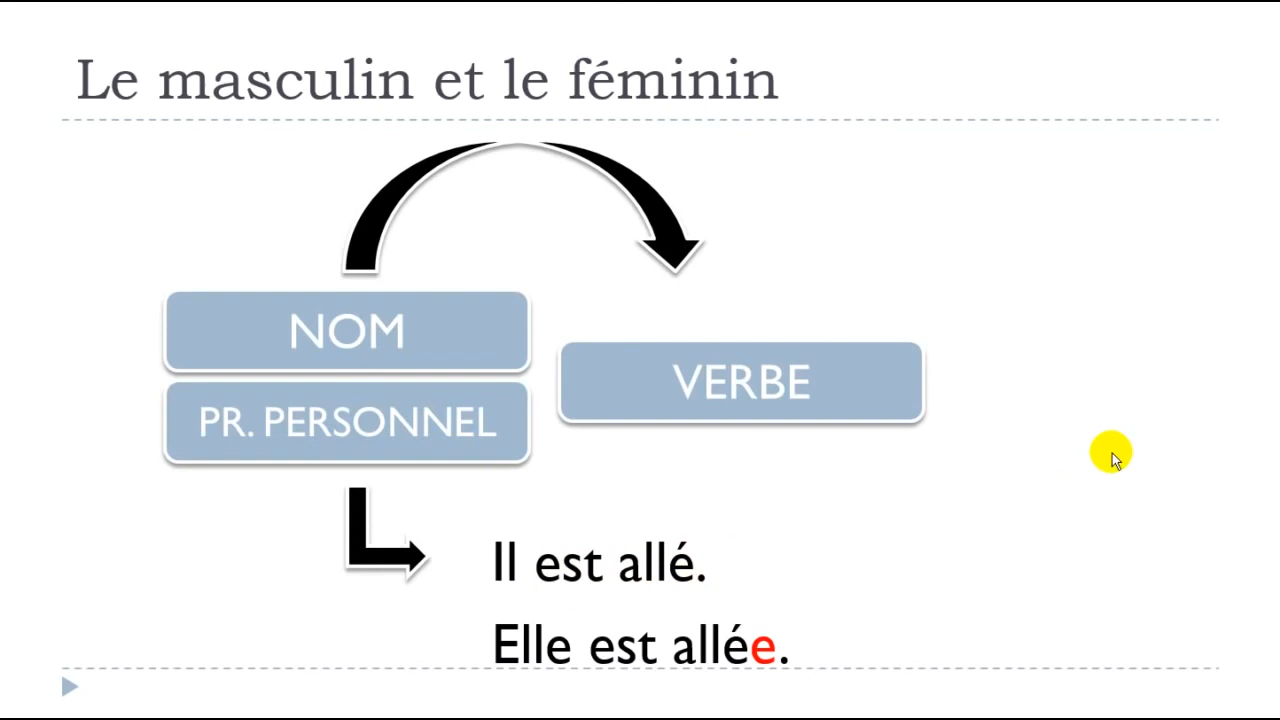 Le masculin et le féminin
NOM
PR. PERSONNEL
VERBE
Il est allé.
Elle est allée.